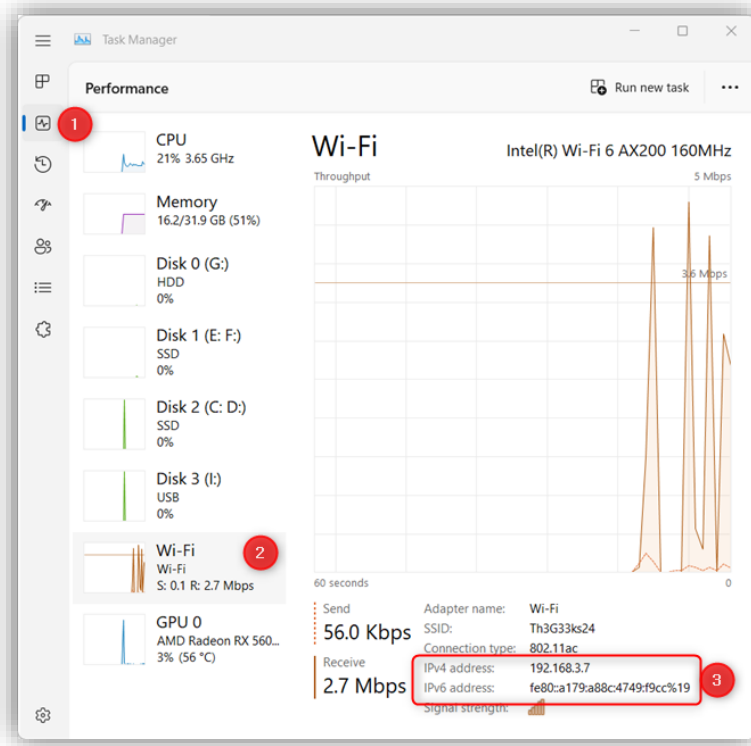 Task Manager
Performance
Run new task
1
CPU
21% 3.65 GHz
Memory
16.2/31.9 GB (51%)
Disk 0 (G:)
HDD
0%
Disk 1 (E: F:)
SSD
0%
Disk 2 (C: D:)
SSD
0%
Disk 3 (I:)
USB
0%
Wi-Fi
Wi-Fi
S: 0.1 R: 2.7 Mbps
2
GPU 0
AMD Radeon RX 560...
3% (56 °C)
Wi-Fi
Intel(R) Wi-Fi 6 AX200 160MHz
Throughput
5 Mbps
3.6 Mbps
60 seconds
0
Send
56.0 Kbps
Receive
2.7 Mbps
Adapter name: Wi-Fi
SSID: Th3G33ks24
Connection type: 802.11ac
IPv4 address: 192.168.3.7
IPv6 address: fe80::a179:a88c:4749:f9cc%19
3
Signal strength: